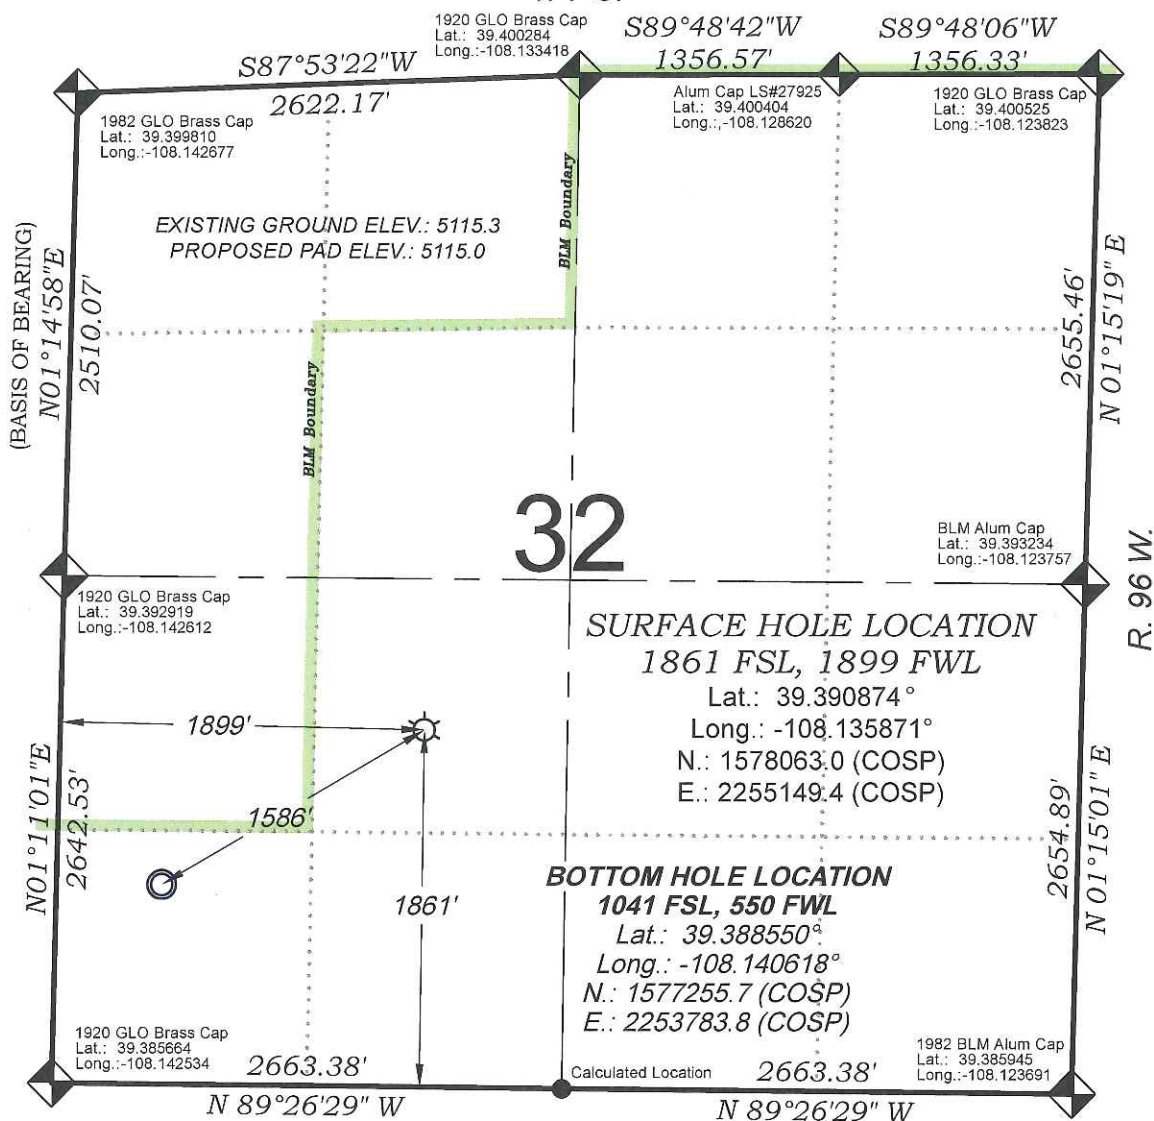 S87°53'22"W
2622.17'
1920 GLO Brass Cap
Lat.: 39.400284
Long.:-108.133418
S89°48'42"W
1356.57'
S89°48'06"W
1356.33'
1982 GLO Brass Cap
Lat.: 39.399810
Long.:-108.142677
Alum Cap LS#27925
Lat.: 39.400404
Long.:,-108.128620
1920 GLO Brass Cap
Lat.: 39.400525
Long.:-108.123823
EXISTING GROUND ELEV.: 5115.3
PROPOSED PAD ELEV.: 5115.0
BLM Boundary
(BASIS OF BEARING)
N01°14'58"E
2510.07'
2655.46'
N 01°15'19" E
BLM Boundary
32
BLM Alum Cap
Lat.: 39.393234
Long.:-108.123757
R. 96 W.
1920 GLO Brass Cap
Lat.: 39.392919
Long.:-108.142612
SURFACE HOLE LOCATION
1861 FSL, 1899 FWL
Lat.: 39.390874°
Long.: -108.135871°
N.: 1578063.0 (COSP)
E.: 2255149.4 (COSP)
1899'
1586'
N01°11'01"E
2642.53'
1861'
2654.89'
N 01°15'01" E
BOTTOM HOLE LOCATION
1041 FSL, 550 FWL
Lat.: 39.388550°
Long.: -108.140618°
N.: 1577255.7 (COSP)
E.: 2253783.8 (COSP)
1920 GLO Brass Cap
Lat.: 39.385664
Long.:-108.142534
2663.38'
N 89°26'29" W
Calculated Location
2663.38'
N 89°26'29" W
1982 BLM Alum Cap
Lat.: 39.385945
Long.:-108.123691